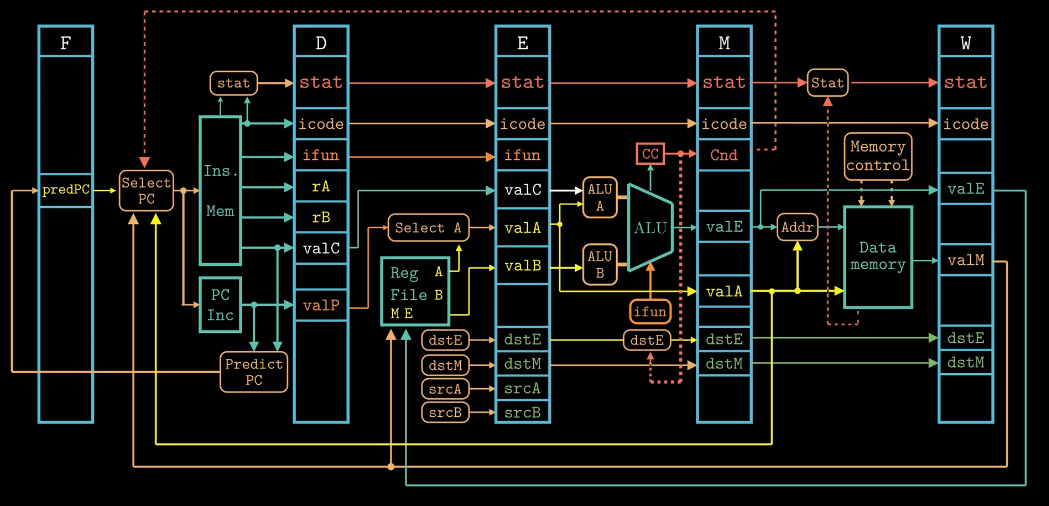 F
D
E
M
W
stat
stat
stat
stat
Stat
stat
icode
icode
icode
icode
Ins.
Mem
ifun
ifun
CC
Cnd
Memory
control
predPC
Select
PC
rA
valC
ALU
A
valE
rB
Select A
valA
ALU
valE
Addr
valC
Reg
File
A
B
M E
valB
ALU
B
Data
memory
valM
PC
Inc
valP
valA
ifun
dstE
dstE
dstE
dstE
dstE
Predict
PC
dstM
dstM
dstM
dstM
srcA
srcA
srcB
srcB